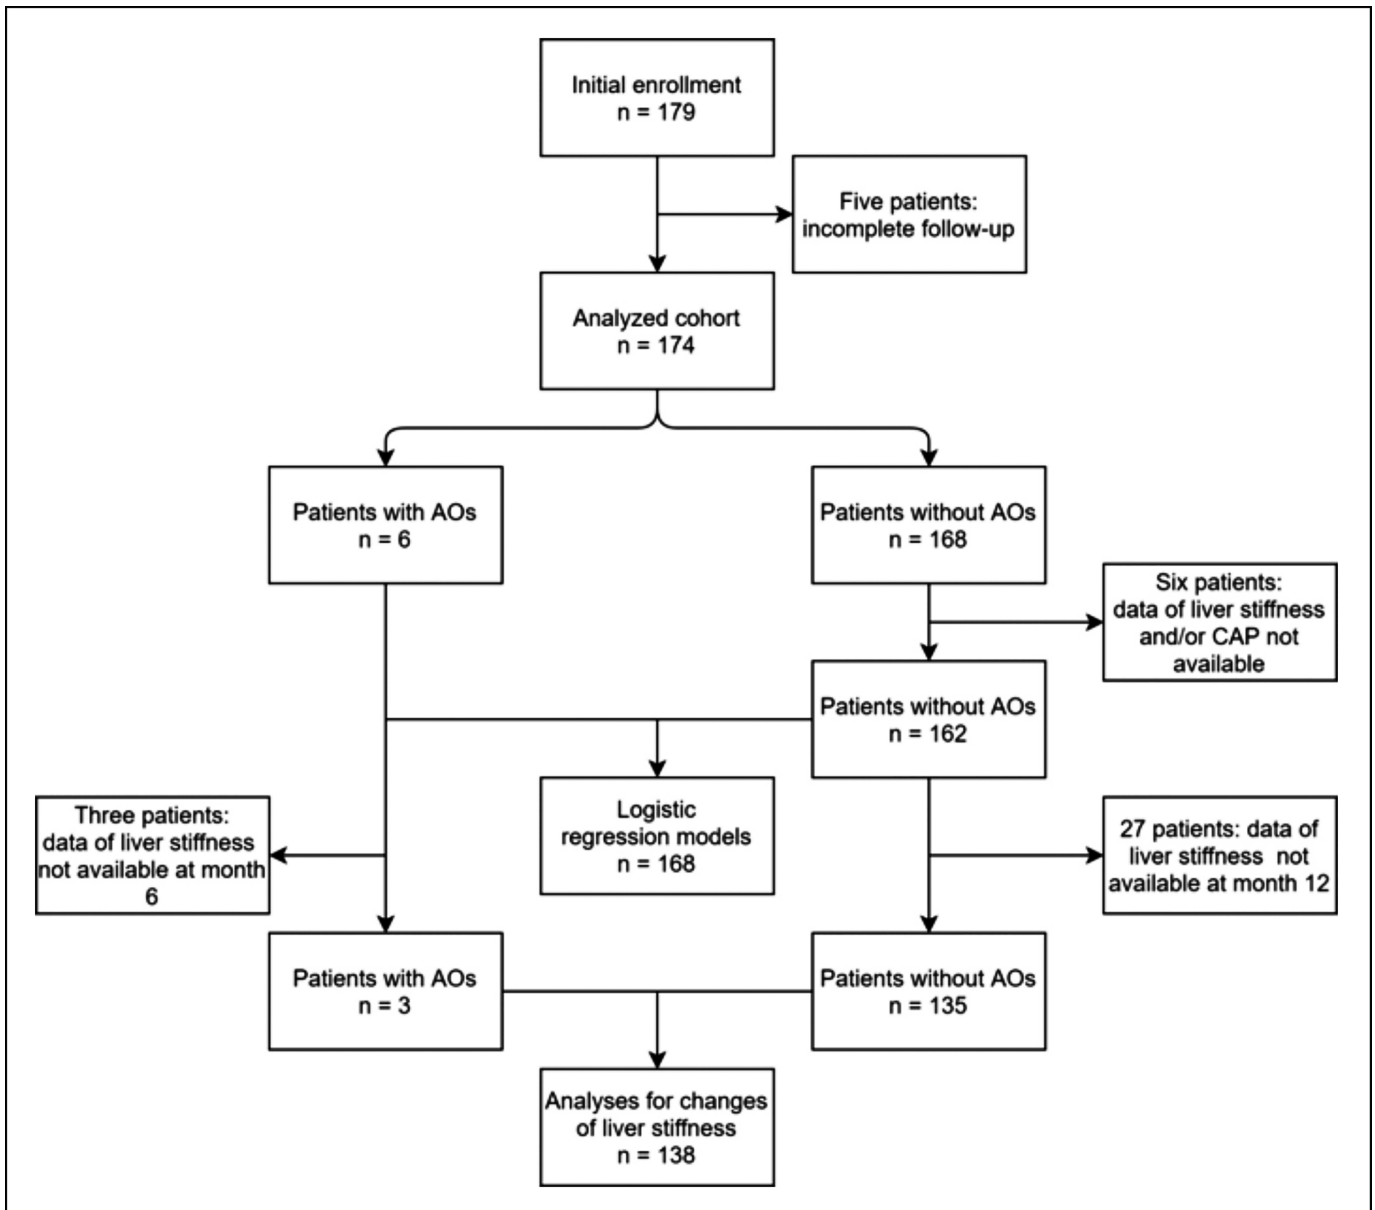 Initial enrollment
n = 179
Five patients:
incomplete follow-up
Analyzed cohort
n = 174
Patients with AOs
n = 6
Patients without AOs
n = 168
Six patients:
data of liver stiffness
and/or CAP not
available
Patients without AOs
n = 162
Logistic
regression models
n = 168
Three patients:
data of liver stiffness
not available at month
6
27 patients: data of
liver stiffness  not
available at month 12
Patients with AOs
n = 3
Patients without AOs
n = 135
Analyses for changes
of liver stiffness
n = 138